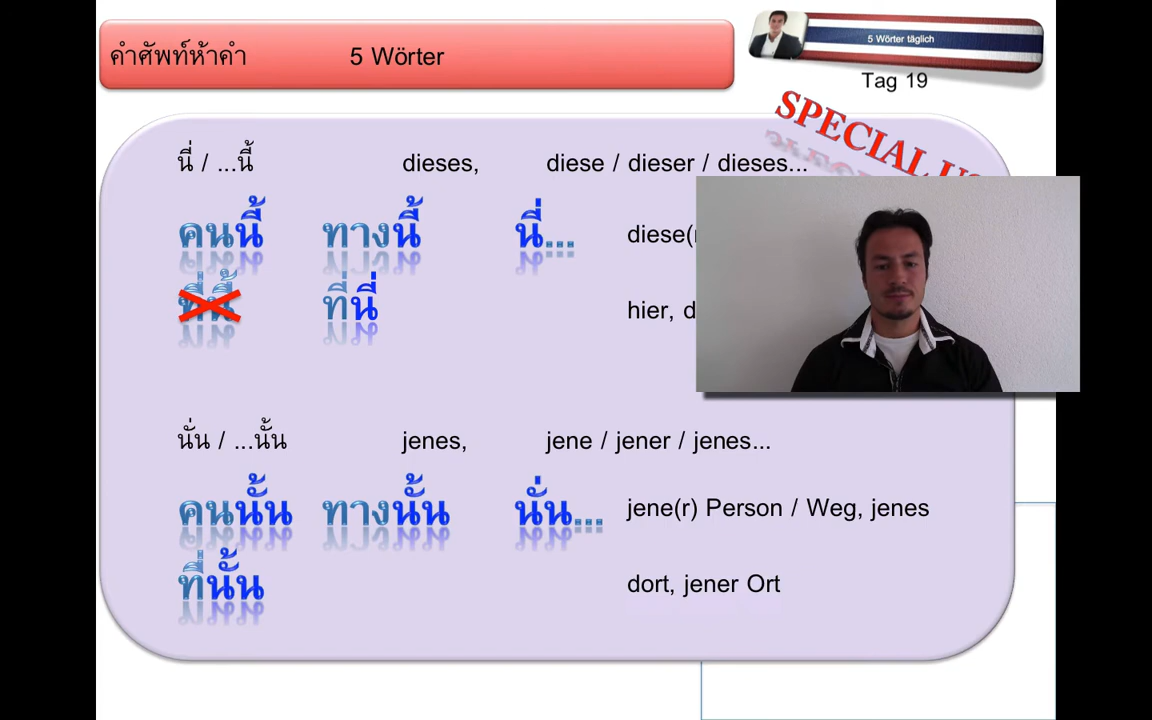 คำศัพท์ห้าคำ 5 Wörter
5 Wörter täglich
Tag 19
SPECIAL
นี่ / ...นี้ dieses, diese / dieser / dieses...
คนนี้ ทางนี้ นี่... diese(
ที่นี้ ที่นี่ hier, d
นั่น / ...นั้น jenes, jene / jener / jenes...
คนนั้น ทางนั้น นั่น... jene(r) Person / Weg, jenes
ที่นั้น dort, jener Ort